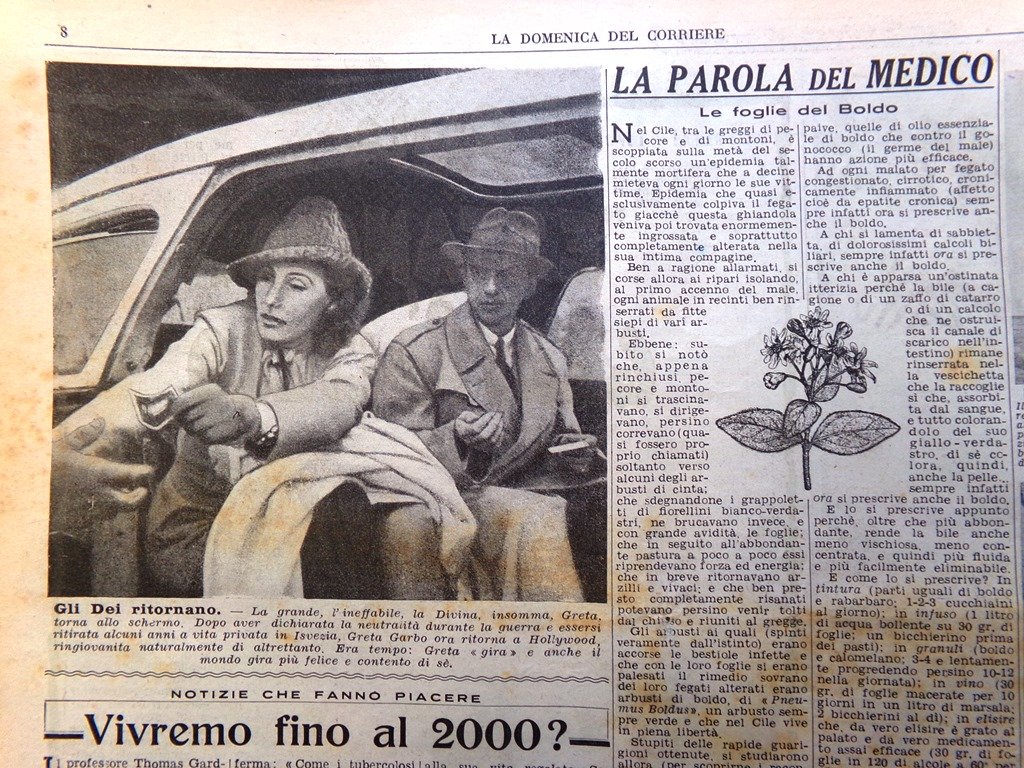 8
LA DOMENICA DEL CORRIERE
Gli Dei ritornano. — La grande, l'ineffabile, la Divina, insomma, Greta,
torna allo schermo. Dopo aver dichiarata la neutralità durante la guerra e essersi
ritirata alcuni anni a vita privata in Isvezia, Greta Garbo ora ritorna a Hollywood,
ringiovanita naturalmente di altrettanto. Era tempo: Greta « gira » e anche il
mondo gira più felice e contento di sè.
NOTIZIE CHE FANNO PIACERE
Vivremo fino al 2000?
Il professore Thomas Gard-
ferma: « Come i tubercolosi
LA PAROLA DEL MEDICO
Le foglie del Boldo
Nel Cile, tra le greggi di pe-
core e di montoni, è
scoppiata sulla metà del se-
colo scorso un'epidemia tal-
mente mortifera che a decine
mieteva ogni giorno le sue vit-
time. Epidemia che quasi e-
sclusivamente colpiva il fega-
to giacchè questa ghiandola
veniva poi trovata enormemen-
te ingrossata e soprattutto
completamente alterata nella
sua intima compagine.
Ben a ragione allarmati, si
corse allora ai ripari isolando,
al primo accenno del male,
ogni animale in recinti ben rin-
serrati da fitte
siepi di vari ar-
busti.
Ebbene: su-
bito si notò
che, appena
rinchiusi, pe-
core e monto-
ni si trascina-
vano, si dirige-
vano, persino
correvano (qua-
si fossero pro-
prio chiamati)
soltanto verso
alcuni degli ar-
busti di cinta;
che sdegnandone i grappolet-
ti di fiorellini bianco-verda-
stri, ne brucavano invece, e
con grande avidità, le foglie;
che in seguito all'abbondan-
te pastura a poco a poco essi
riprendevano forza ed energia;
che in breve ritornavano ar-
zilli e vivaci; e che ben pre-
sto completamente risanati
potevano persino venir tolti
dal chiuso e riuniti al gregge.
Gli arbusti ai quali (spinti
veramente dall'istinto) erano
accorse le bestiole infette e
che con le loro foglie si erano
palesati il rimedio sovrano
dei loro fegati alterati erano
arbusti di boldo, di « Pneu-
mus Boldus », un arbusto sem-
pre verde e che nel Cile vive
in piena libertà.
Stupiti delle rapide guari-
gioni ottenute, si studiarono
paive, quelle di olio essenzia-
le di boldo che contro il go-
nococco (il germe del male)
hanno azione più efficace.
Ad ogni malato per fegato
congestionato, cirrotico, croni-
camente infiammato (affetto
cioè da epatite cronica) sem-
pre infatti ora si prescrive an-
che il boldo.
A chi si lamenta di sabbiet-
ta, di dolorosissimi calcoli bi-
liari, sempre infatti ora si pre-
scrive anche il boldo.
A chi è apparsa un'ostinata
itterizia perchè la bile (a ca-
gione o di un zaffo di catarro
o di un calcolo
che ne ostrui-
sca il canale di
scarico nell'in-
testino) rimane
rinserrata nel-
la vescichetta
che la raccoglie
si che, assorbi-
ta dal sangue,
e tutto coloran-
dolo del suo
giallo-verda-
stro, di sè co-
lora, quindi,
anche la pelle...
sempre infatti
ora si prescrive anche il boldo.
E lo si prescrive appunto
perchè, oltre che più abbon-
dante, rende la bile anche
meno vischiosa, meno con-
centrata, e quindi più fluida
e più facilmente eliminabile.
E come lo si prescrive? In
tintura (parti uguali di boldo
e rabarbaro; 1-2-3 cucchiaini
al giorno); in infuso (1 litro
di acqua bollente su 30 gr. di
foglie; un bicchierino prima
dei pasti); in granuli (boldo
e calomelano; 3-4 e lentamen-
te progredendo persino 10-12
nella giornata); in vino (30
gr. di foglie macerate per 10
giorni in un litro di marsala;
2 bicchierini al dì); in elisire
che da vero elisire è grato al
palato e da vero medicamen-
to assai efficace (30 gr. di fo-
glie in 120 di alcole a 60° per